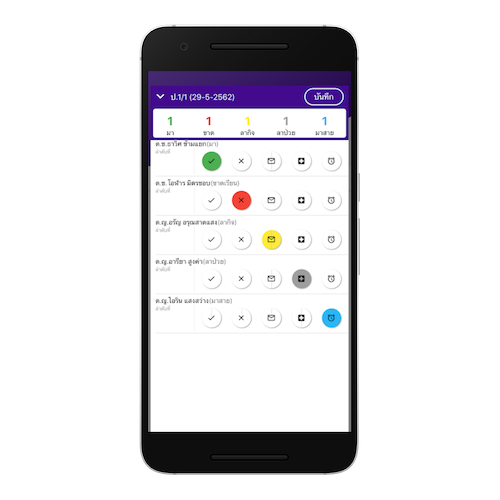 ป.1/1 (29-5-2562)
บันทึก
1 1 1 1 1
มา ขาด ลากิจ ลาป่วย มาสาย
ด.ช.ธาวิศ ข้ามแยก(มา)
ลำดับที่
ด.ช.โอฬาร มิตรชอบ(ขาดเรียน)
ลำดับที่
ด.ญ.อรัญ อรุณสาดแสง(ลากิจ)
ลำดับที่
ด.ญ.อารียา สูงค่า(ลาป่วย)
ลำดับที่
ด.ญ.ไอริษ แสงสว่าง(มาสาย)
ลำดับที่